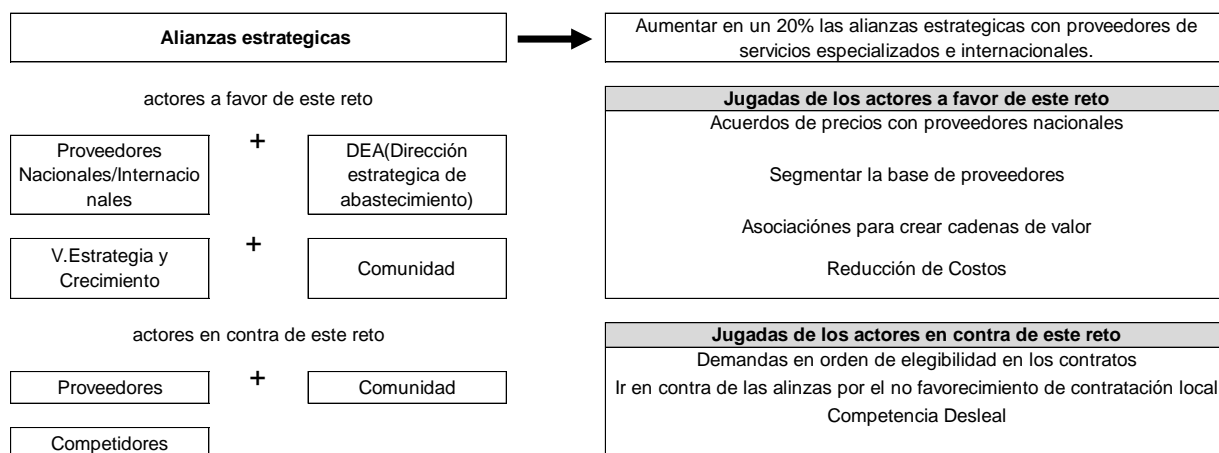 Alianzas estrategicas
Aumentar en un 20% las alianzas estrategicas con proveedores de
servicios especializados e internacionales.
actores a favor de este reto
Proveedores
Nacionales/Internacio
nales
+
DEA(Dirección
estrategica de
abastecimiento)
V.Estrategia y
Crecimiento
+
Comunidad
Jugadas de los actores a favor de este reto
Acuerdos de precios con proveedores nacionales
Segmentar la base de proveedores
Asociaciónes para crear cadenas de valor
Reducción de Costos
actores en contra de este reto
Proveedores
+
Comunidad
Competidores
Jugadas de los actores en contra de este reto
Demandas en orden de elegibilidad en los contratos
Ir en contra de las alinzas por el no favorecimiento de contratación local
Competencia Desleal